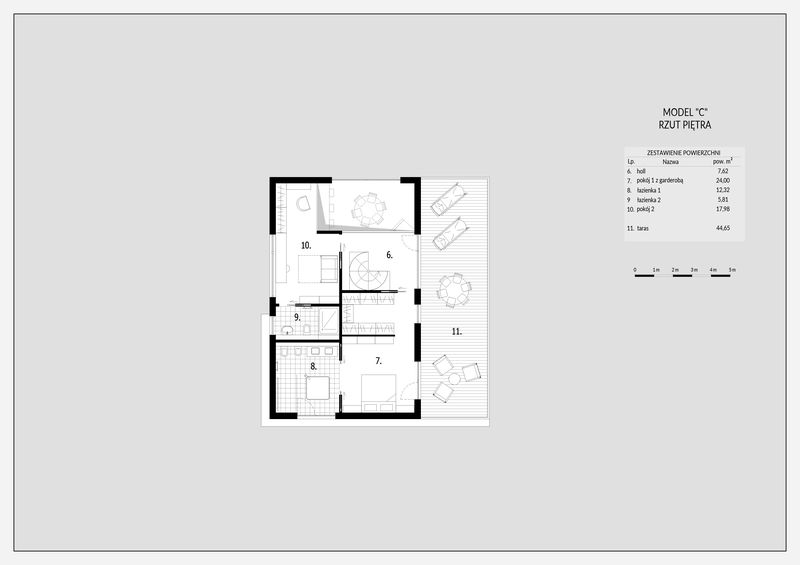 MODEL "C"
RZUT PIĘTRA
ZESTAWIENIE POWIERZCHNI
l.p. Nazwa pow. m²
6. holl 7,62
7. pokój 1 z garderobą 24,00
8. łazienka 1 12,32
9 łazienka 2 5,81
10. pokój 2 17,98
11. taras 44,65
0 1m 2m 3m 4m 5m
10.
6.
9.
11.
7.
8.